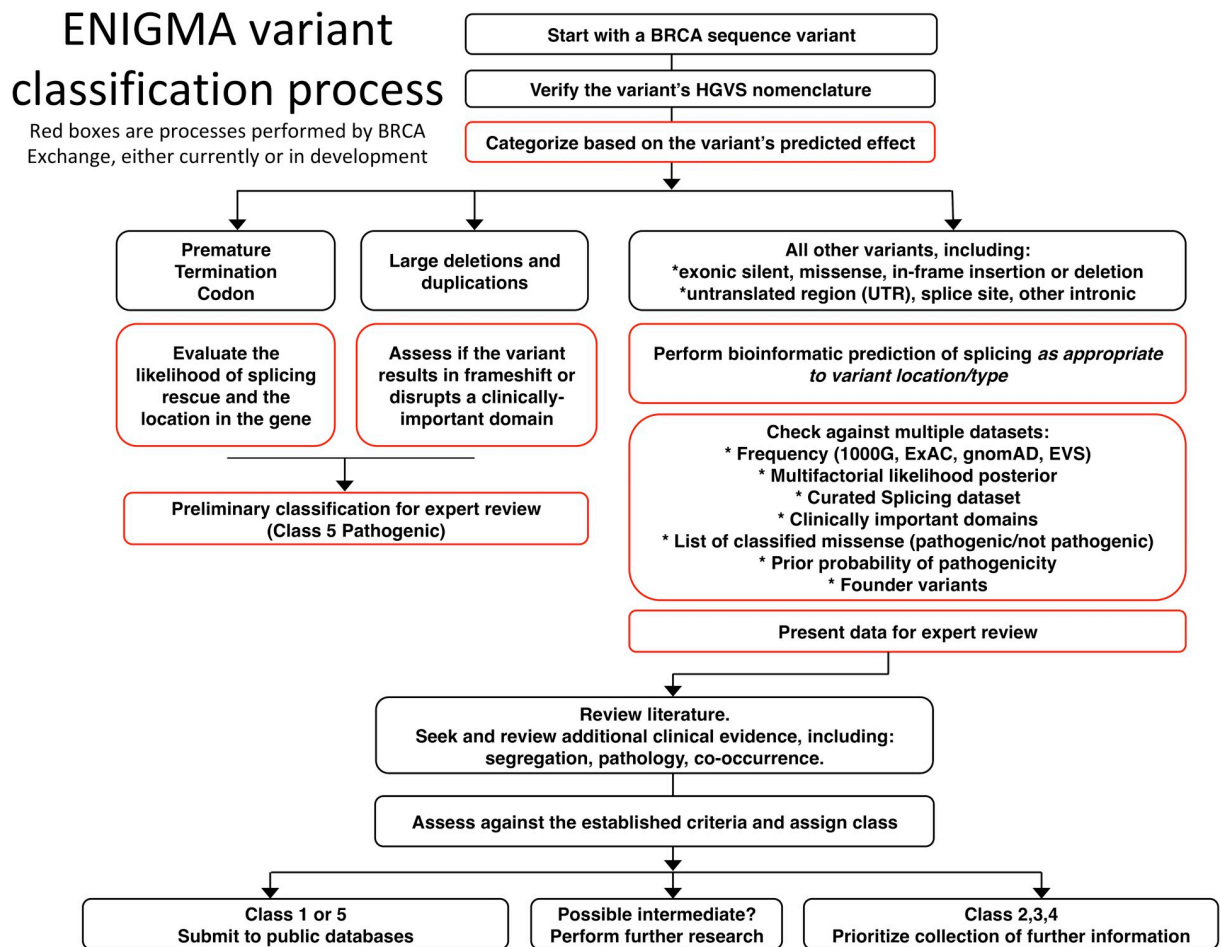 ENIGMA variant
classification process
Red boxes are processes performed by BRCA
Exchange, either currently or in development
Start with a BRCA sequence variant
Verify the variant's HGVS nomenclature
Categorize based on the variant's predicted effect
Premature
Termination
Codon
Large deletions and
duplications
All other variants, including:
*exonic silent, missense, in-frame insertion or deletion
*untranslated region (UTR), splice site, other intronic
Evaluate the
likelihood of splicing
rescue and the
location in the gene
Assess if the variant
results in frameshift or
disrupts a clinically-
important domain
Perform bioinformatic prediction of splicing as appropriate
to variant location/type
Preliminary classification for expert review
(Class 5 Pathogenic)
Check against multiple datasets:
* Frequency (1000G, ExAC, gnomAD, EVS)
* Multifactorial likelihood posterior
* Curated Splicing dataset
* Clinically important domains
* List of classified missense (pathogenic/not pathogenic)
* Prior probability of pathogenicity
* Founder variants
Present data for expert review
Review literature.
Seek and review additional clinical evidence, including:
segregation, pathology, co-occurrence.
Assess against the established criteria and assign class
Class 1 or 5
Submit to public databases
Possible intermediate?
Perform further research
Class 2,3,4
Prioritize collection of further information